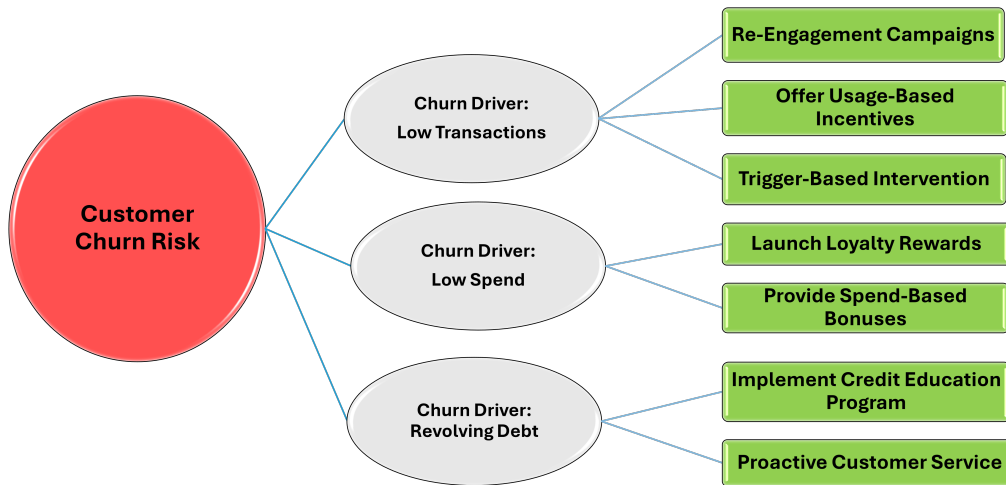 Customer
Churn Risk
Churn Driver:
Low Transactions
Re-Engagement Campaigns
Offer Usage-Based
Incentives
Trigger-Based Intervention
Churn Driver:
Low Spend
Launch Loyalty Rewards
Provide Spend-Based
Bonuses
Churn Driver:
Revolving Debt
Implement Credit Education
Program
Proactive Customer Service